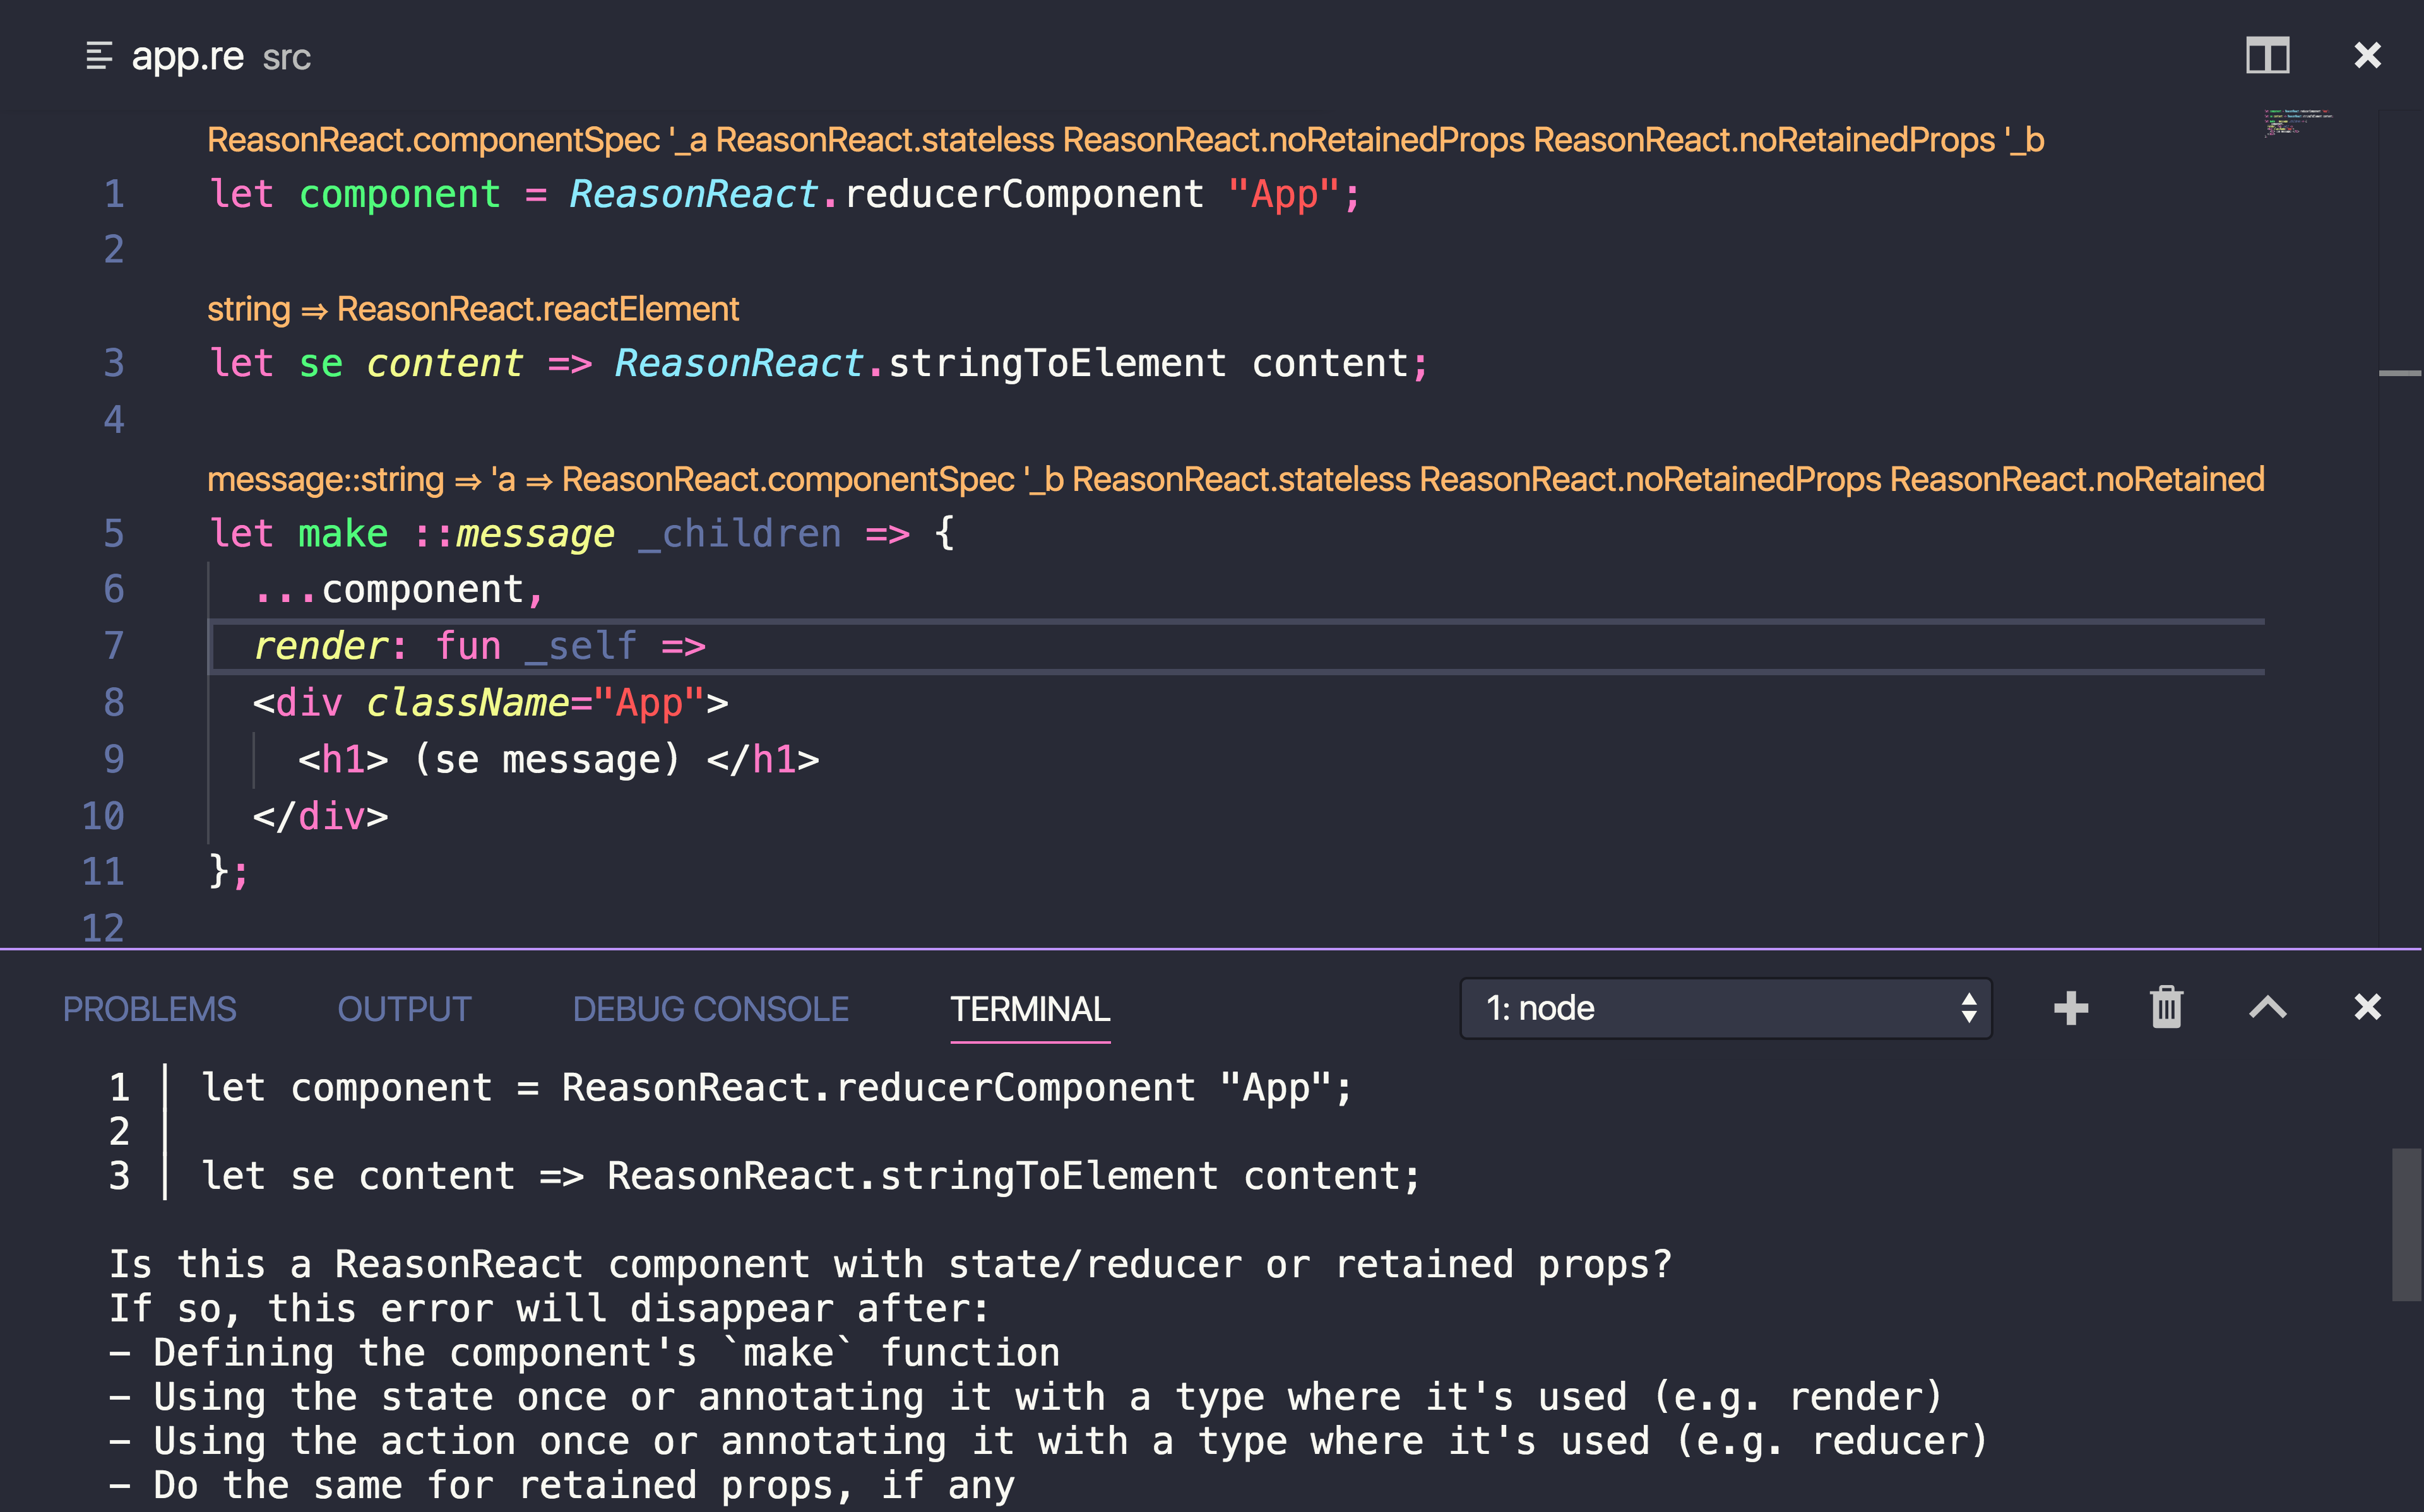 app.re src
ReasonReact.componentSpec '_a ReasonReact.stateless ReasonReact.noRetainedProps ReasonReact.noRetainedProps '_b
1 let component = ReasonReact.reducerComponent "App";
2
string ⇒ ReasonReact.reactElement
3 let se content => ReasonReact.stringToElement content;
4
message::string ⇒ 'a ⇒ ReasonReact.componentSpec '_b ReasonReact.stateless ReasonReact.noRetainedProps ReasonReact.noRetained
5 let make ::message _children => {
6 ...component,
7 render: fun _self =>
8 <div className="App">
9 <h1> (se message) </h1>
10 </div>
11 };
12
PROBLEMS OUTPUT DEBUG CONSOLE TERMINAL 1: node
1 │ let component = ReasonReact.reducerComponent "App";
2 │
3 │ let se content => ReasonReact.stringToElement content;
Is this a ReasonReact component with state/reducer or retained props?
If so, this error will disappear after:
- Defining the component's `make` function
- Using the state once or annotating it with a type where it's used (e.g. render)
- Using the action once or annotating it with a type where it's used (e.g. reducer)
- Do the same for retained props, if any